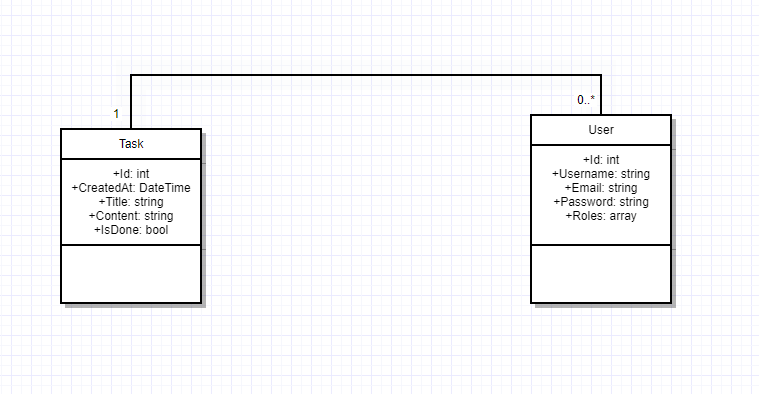 0..*
1
User
Task
+Id: int
+Username: string
+Email: string
+Password: string
+Roles: array
+Id: int
+CreatedAt: DateTime
+Title: string
+Content: string
+IsDone: bool